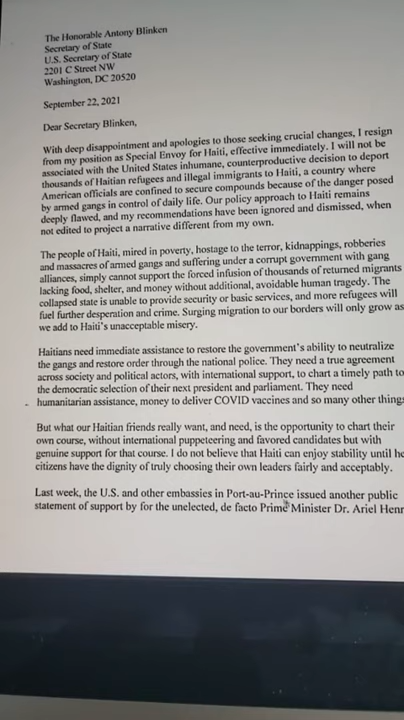 The Honorable Antony Blinken
Secretary of State
U.S. Secretary of State
2201 C Street NW
Washington, DC 20520
September 22, 2021
Dear Secretary Blinken,
With deep disappointment and apologies to those seeking crucial changes, I resign
from my position as Special Envoy for Haiti, effective immediately. I will not be
associated with the United States inhumane, counterproductive decision to deport
thousands of Haitian refugees and illegal immigrants to Haiti, a country where
American officials are confined to secure compounds because of the danger posed
by armed gangs in control of daily life. Our policy approach to Haiti remains
deeply flawed, and my recommendations have been ignored and dismissed, when
not edited to project a narrative different from my own.
The people of Haiti, mired in poverty, hostage to the terror, kidnappings, robberies
and massacres of armed gangs and suffering under a corrupt government with gang
alliances, simply cannot support the forced infusion of thousands of returned migrants
lacking food, shelter, and money without additional, avoidable human tragedy. The
collapsed state is unable to provide security or basic services, and more refugees will
fuel further desperation and crime. Surging migration to our borders will only grow as
we add to Haiti's unacceptable misery.
Haitians need immediate assistance to restore the government's ability to neutralize
the gangs and restore order through the national police. They need a true agreement
across society and political actors, with international support, to chart a timely path to
the democratic selection of their next president and parliament. They need
humanitarian assistance, money to deliver COVID vaccines and so many other things
But what our Haitian friends really want, and need, is the opportunity to chart their
own course, without international puppeteering and favored candidates but with
genuine support for that course. I do not believe that Haiti can enjoy stability until he
citizens have the dignity of truly choosing their own leaders fairly and acceptably.
Last week, the U.S. and other embassies in Port-au-Prince issued another public
statement of support by for the unelected, de facto Prime Minister Dr. Ariel Henr